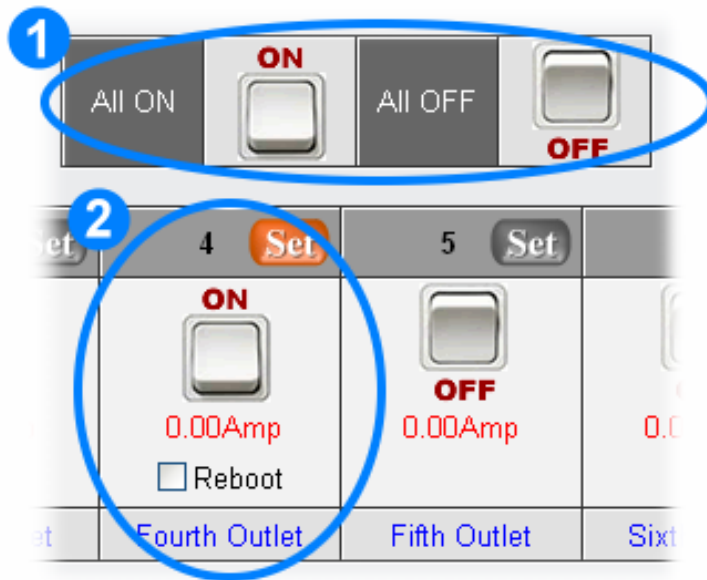 1
ON
All ON
All OFF
OFF
2
Set
4 Set
5 Set
ON
OFF
0.00Amp
0.00Amp
Reboot
Fourth Outlet
Fifth Outlet